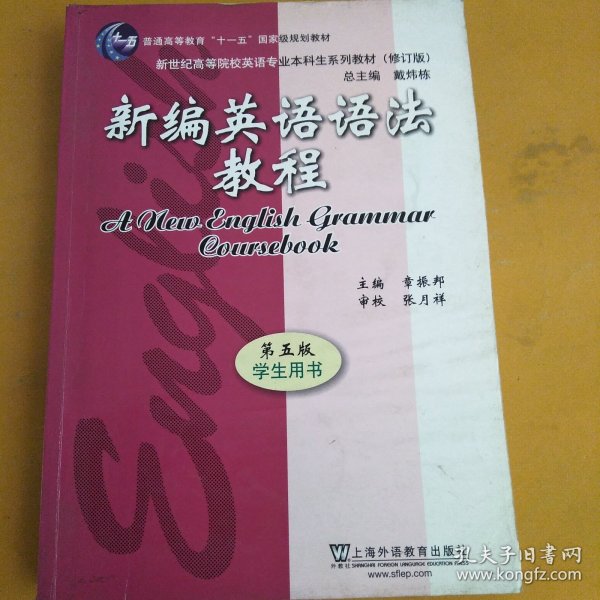 十一五
普通高等教育“十一五”国家级规划教材
新世纪高等院校英语专业本科生系列教材（修订版）
总主编 戴炜栋
新编英语语法
教程
A New English Grammar
Coursebook
主编 章振邦
审校 张月祥
第五版
学生用书
English
外教社
上海外语教育出版社
SHANGHAI FOREIGN LANGUAGE EDUCATION PRESS
www.sflep.com
孔夫子旧书网
www.kongfz.com